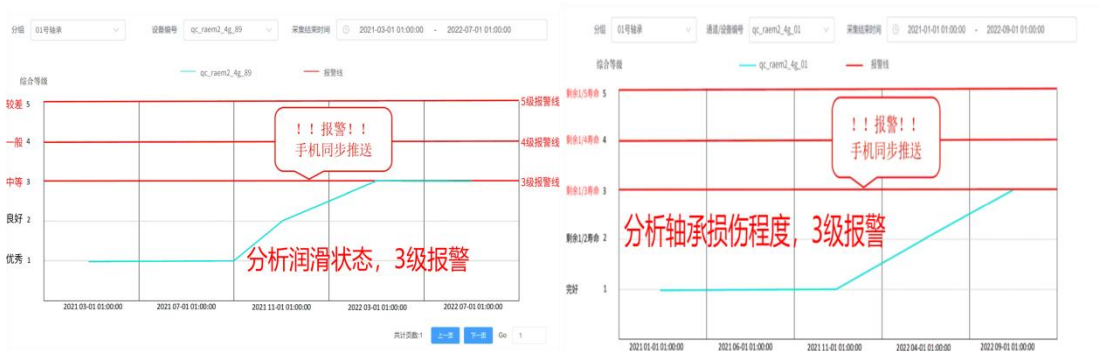 分组 01号轴承 设备编号 qc_raem2_4g_89 采集结束时间 2021-03-01 01:00:00 - 2022-07-01 01:00:00
qc_raem2_4g_89 报警线
综合等级
较差 5 5级报警线
!!报警!!
手机同步推送
一般 4 4级报警线
中等 3 3级报警线
良好 2
分析润滑状态，3级报警
优秀 1
2021 03-01 01:00:00 2021 07-01 01:00:00 2021 11-01 01:00:00 2022 03-01 01:00:00 2022 07-01 01:00:00
共计页数:1 上一页 下一页 Go 1
分组 01号轴承 通道/设备编号 qc_raem2_4g_01 采集结束时间 2021-01-01 01:00:00 - 2022-09-01 01:00:00
综合等级 qc_raem2_4g_01 报警线
剩余1/5寿命 5
!!报警!!
手机同步推送
剩余1/4寿命 4
剩余1/3寿命 3
分析轴承损伤程度，3级报警
剩余1/2寿命 2
完好 1
2021 01-01 01:00:00 2021 06-01 01:00:00 2021 11-01 01:00:00 2022 04-01 01:00:00 2022 09-01 01:00:00